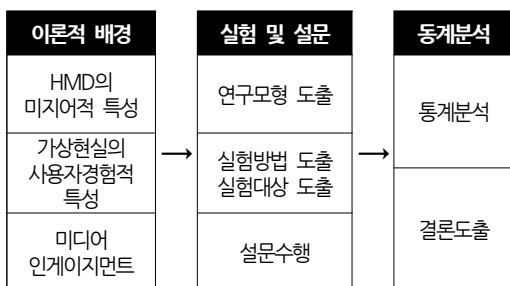 이론적 배경
HMD의
미지어적 특성
가상현실의
사용자경험적
특성
미디어
인게이지먼트
→
실험 및 설문
연구모형 도출
실험방법 도출
실험대상 도출
설문수행
→
동계분석
통계분석
결론도출